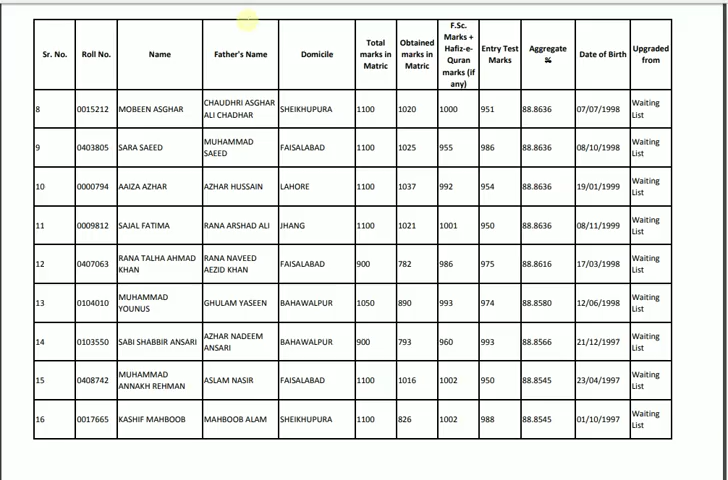 Sr. No. Roll No. Name Father's Name Domicile Total marks in Matric Obtained marks in Matric F.Sc. Marks + Hafiz-e-Quran marks (if any) Entry Test Marks Aggregate % Date of Birth Upgraded from
8 0015212 MOBEEN ASGHAR CHAUDHRI ASGHAR ALI CHADHAR SHEIKHUPURA 1100 1020 1000 951 88.8636 07/07/1998 Waiting List
9 0403805 SARA SAEED MUHAMMAD SAEED FAISALABAD 1100 1025 955 986 88.8636 08/10/1998 Waiting List
10 0000794 AAIZA AZHAR AZHAR HUSSAIN LAHORE 1100 1037 992 954 88.8636 19/01/1999 Waiting List
11 0009812 SAJAL FATIMA RANA ARSHAD ALI JHANG 1100 1021 1001 950 88.8636 08/11/1999 Waiting List
12 0407063 RANA TALHA AHMAD KHAN RANA NAVEED AEZID KHAN FAISALABAD 900 782 986 975 88.8616 17/03/1998 Waiting List
13 0104010 MUHAMMAD YOUNUS GHULAM YASEEN BAHAWALPUR 1050 890 993 974 88.8580 12/06/1998 Waiting List
14 0103550 SABI SHABBIR ANSARI AZHAR NADEEM ANSARI BAHAWALPUR 900 793 960 993 88.8566 21/12/1997 Waiting List
15 0408742 MUHAMMAD ANNAKH REHMAN ASLAM NASIR FAISALABAD 1100 1016 1002 950 88.8545 23/04/1997 Waiting List
16 0017665 KASHIF MAHBOOB MAHBOOB ALAM SHEIKHUPURA 1100 826 1002 988 88.8545 01/10/1997 Waiting List